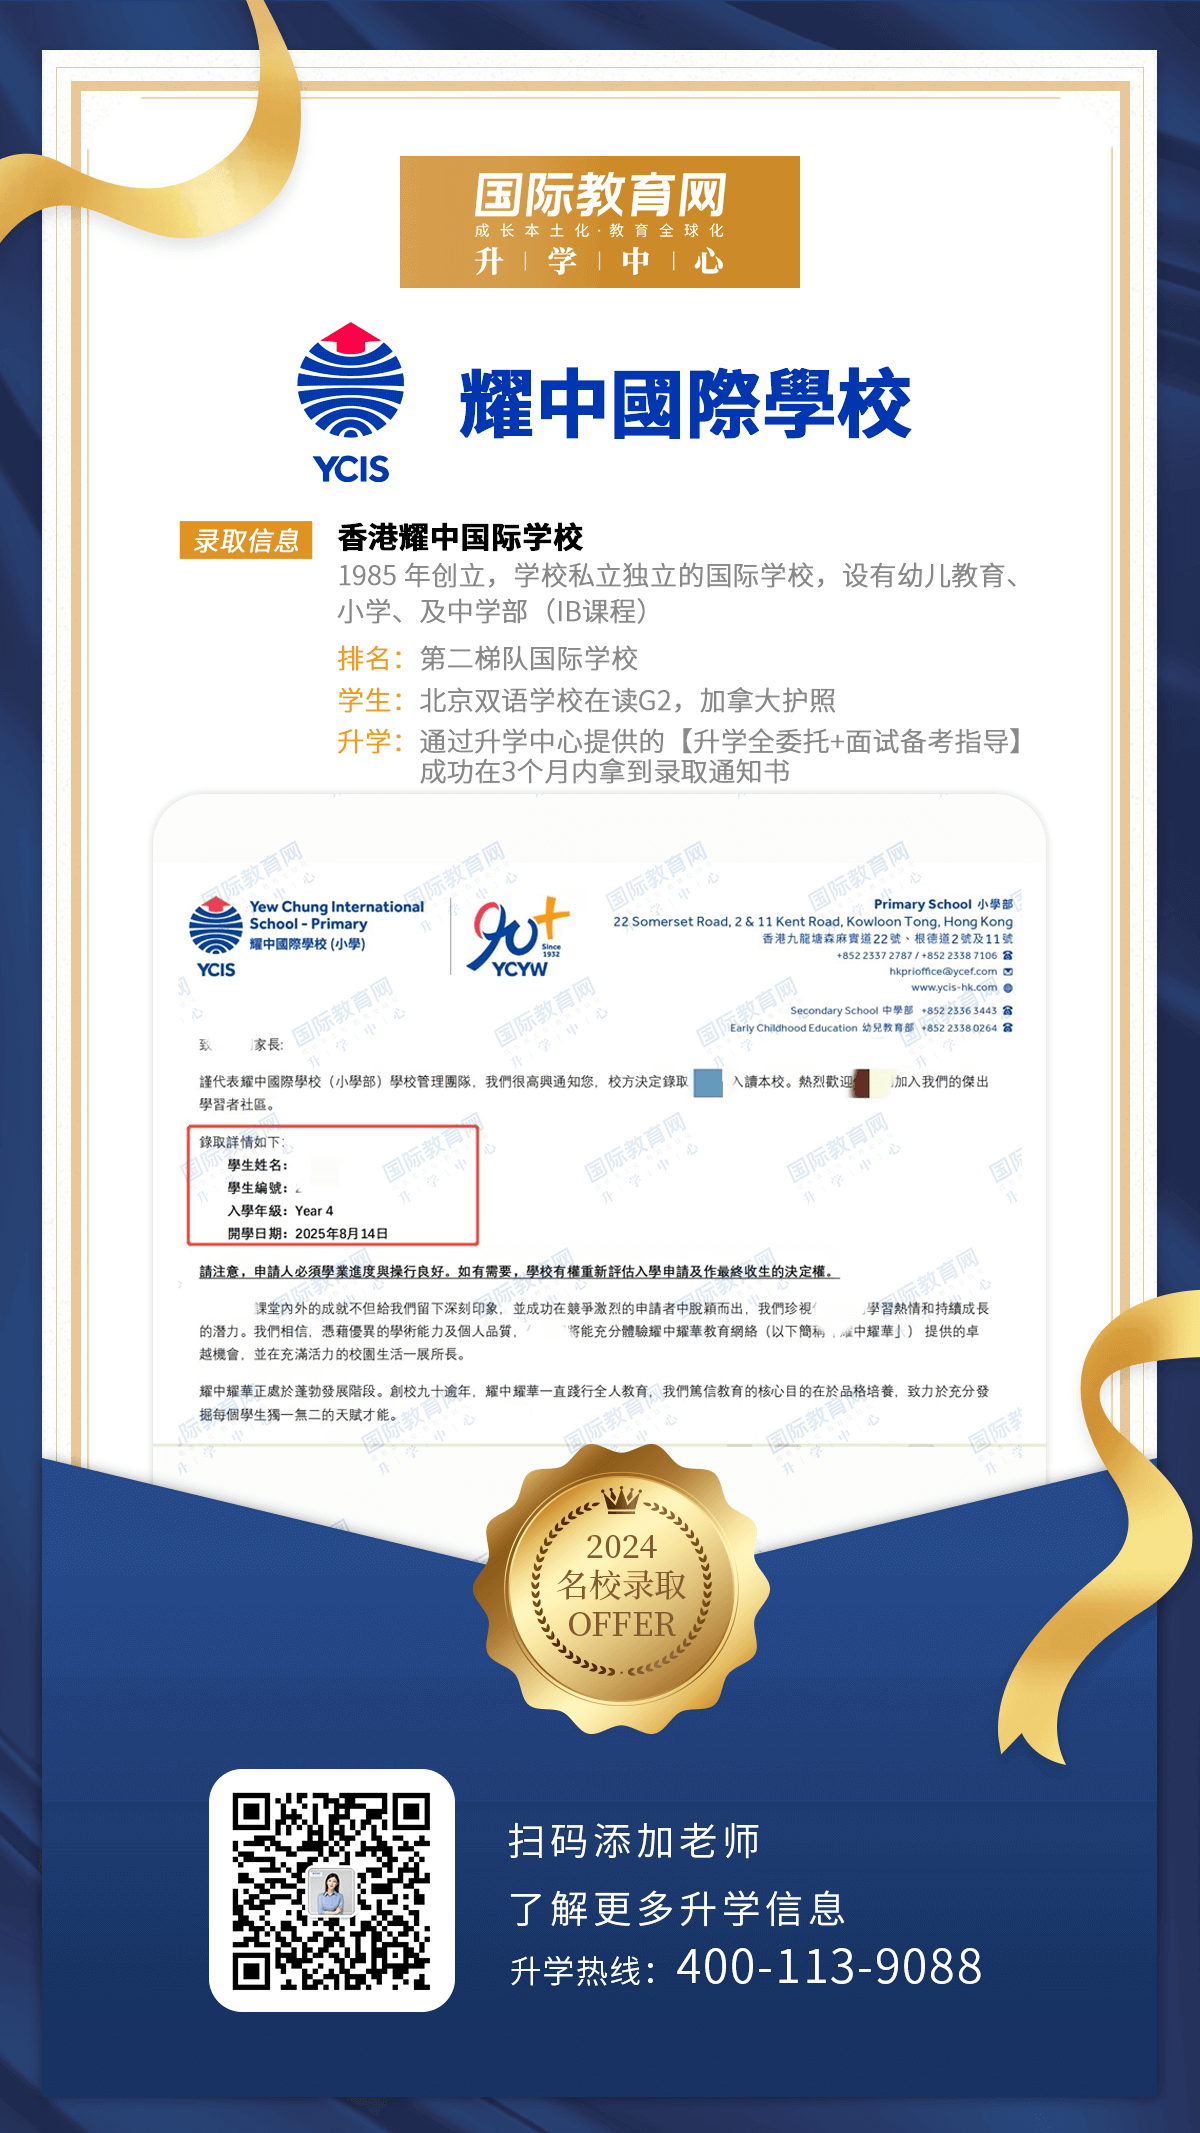 国际教育网
成长本土化·教育全球化
升|学|中|心
YCIS
耀中國際學校
录取信息
香港耀中国际学校
1985 年创立，学校私立独立的国际学校，设有幼儿教育、
小学、及中学部（IB课程）
排名：第二梯队国际学校
学生：北京双语学校在读G2，加拿大护照
升学：通过升学中心提供的【升学全委托+面试备考指导】
成功在3个月内拿到录取通知书
Yew Chung International
School – Primary
耀中國際學校 (小學)
YCIS
90+
Since
1932
YCYW
Primary School 小學部
22 Somerset Road, 2 & 11 Kent Road, Kowloon Tong, Hong Kong
香港九龍塘森麻實道22號、根德道2號及11號
+852 2337 2787 / +852 2338 7106
hkprioffice@ycef.com
www.ycis-hk.com
Secondary School 中學部 +852 2336 3443
Early Childhood Education 幼兒教育部 +852 2338 0264
致 家長:
謹代表耀中國際學校（小學部）學校管理團隊，我們很高興通知您，校方決定錄取 入讀本校。熱烈歡迎 加入我們的傑出
學習者社區。
錄取詳情如下:
學生姓名：
學生編號：
入學年級：Year 4
開學日期：2025年8月14日
請注意，申請人必須學業進度與操行良好。如有需要，學校有權重新評估入學申請及作最終收生的決定權。
課堂內外的成就不但給我們留下深刻印象，並成功在競爭激烈的申請者中脫穎而出，我們珍視 學習熱情和持續成長
的潛力。我們相信，憑藉優異的學術能力及個人品質， 將能充分體驗耀中耀華教育網絡（以下簡稱「耀中耀華」） 提供的卓
越機會，並在充滿活力的校園生活一展所長。
耀中耀華正處於蓬勃發展階段。創校九十逾年，耀中耀華一直踐行全人教育，我們篤信教育的核心目的在於品格培養，致力於充分發
掘每個學生獨一無二的天賦才能。
2024
名校录取
OFFER
扫码添加老师
了解更多升学信息
升学热线：400-113-9088